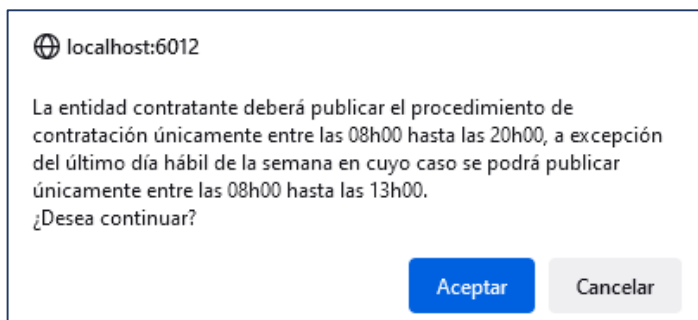 localhost:6012
La entidad contratante deberá publicar el procedimiento de
contratación únicamente entre las 08h00 hasta las 20h00, a excepción
del último día hábil de la semana en cuyo caso se podrá publicar
únicamente entre las 08h00 hasta las 13h00.
¿Desea continuar?
Aceptar
Cancelar